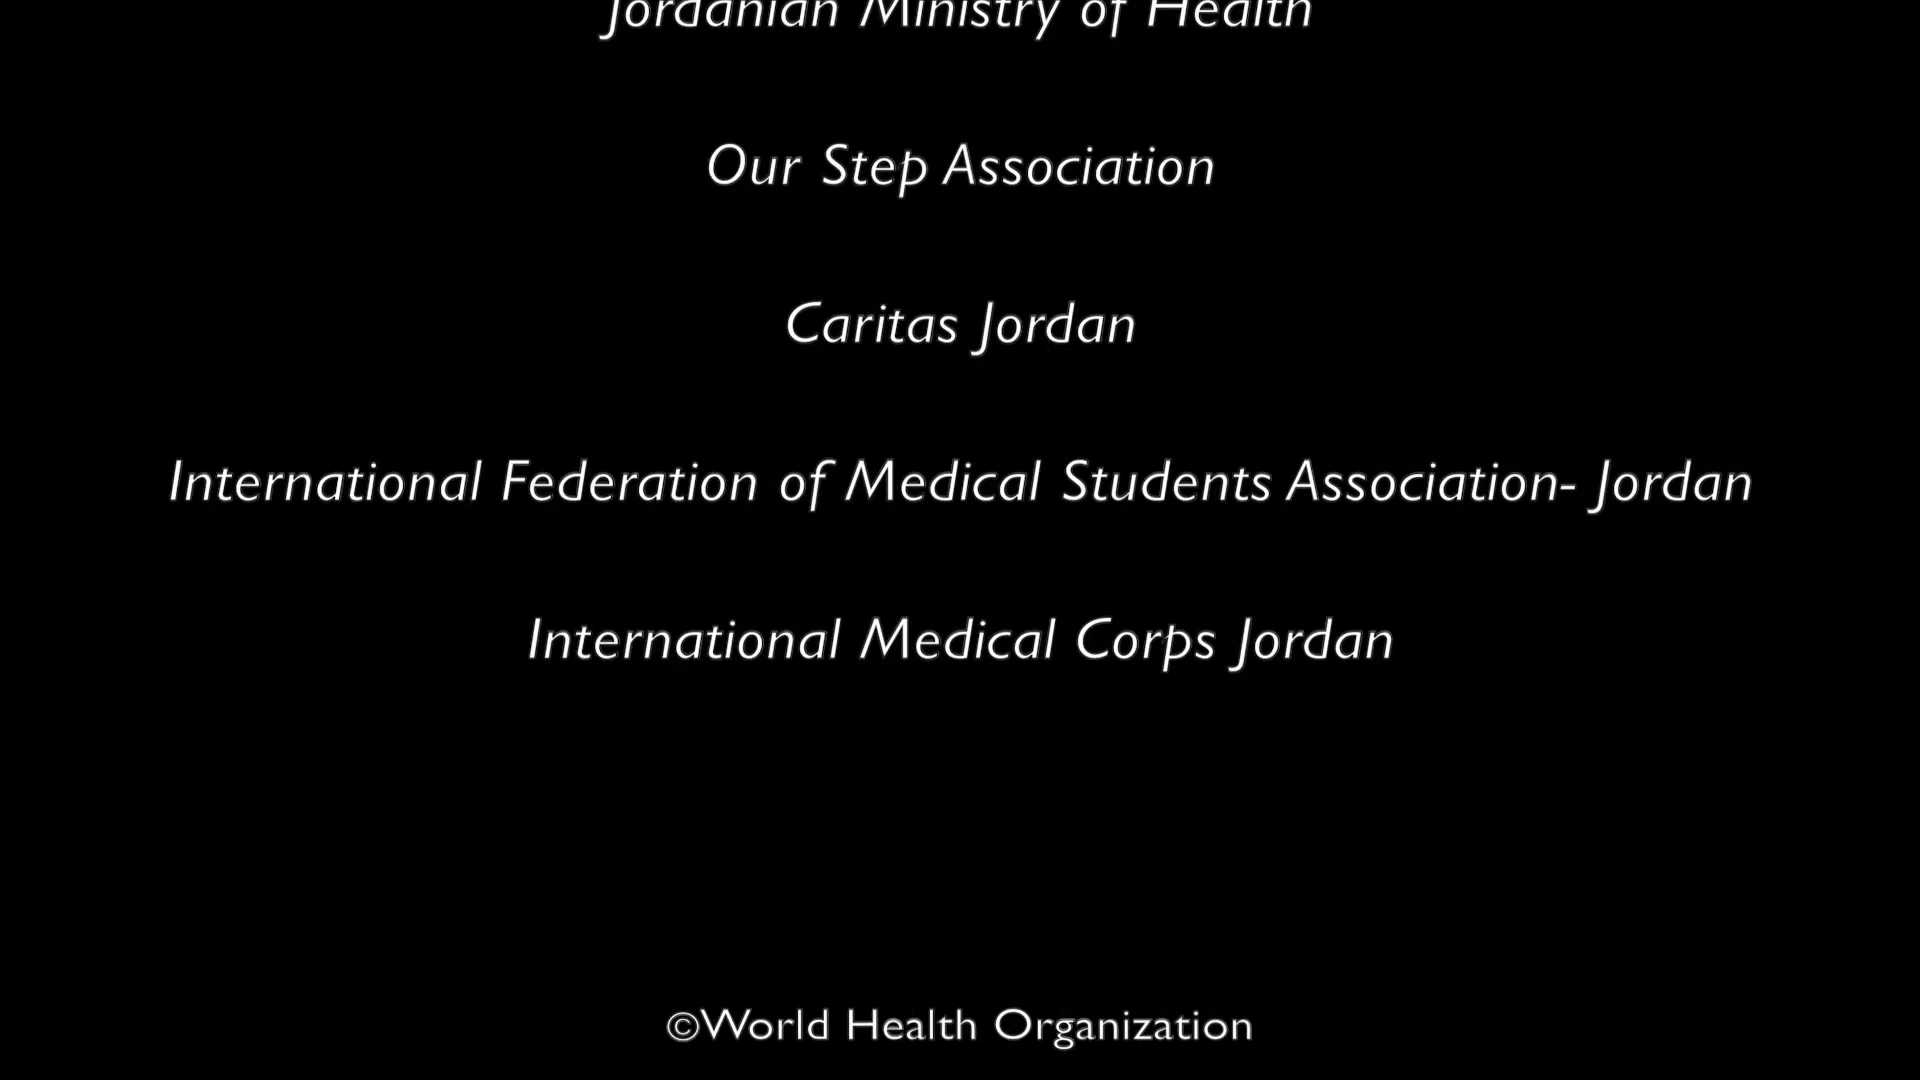 Jordanian Ministry of Health
Our Step Association
Caritas Jordan
International Federation of Medical Students Association- Jordan
International Medical Corps Jordan
©World Health Organization